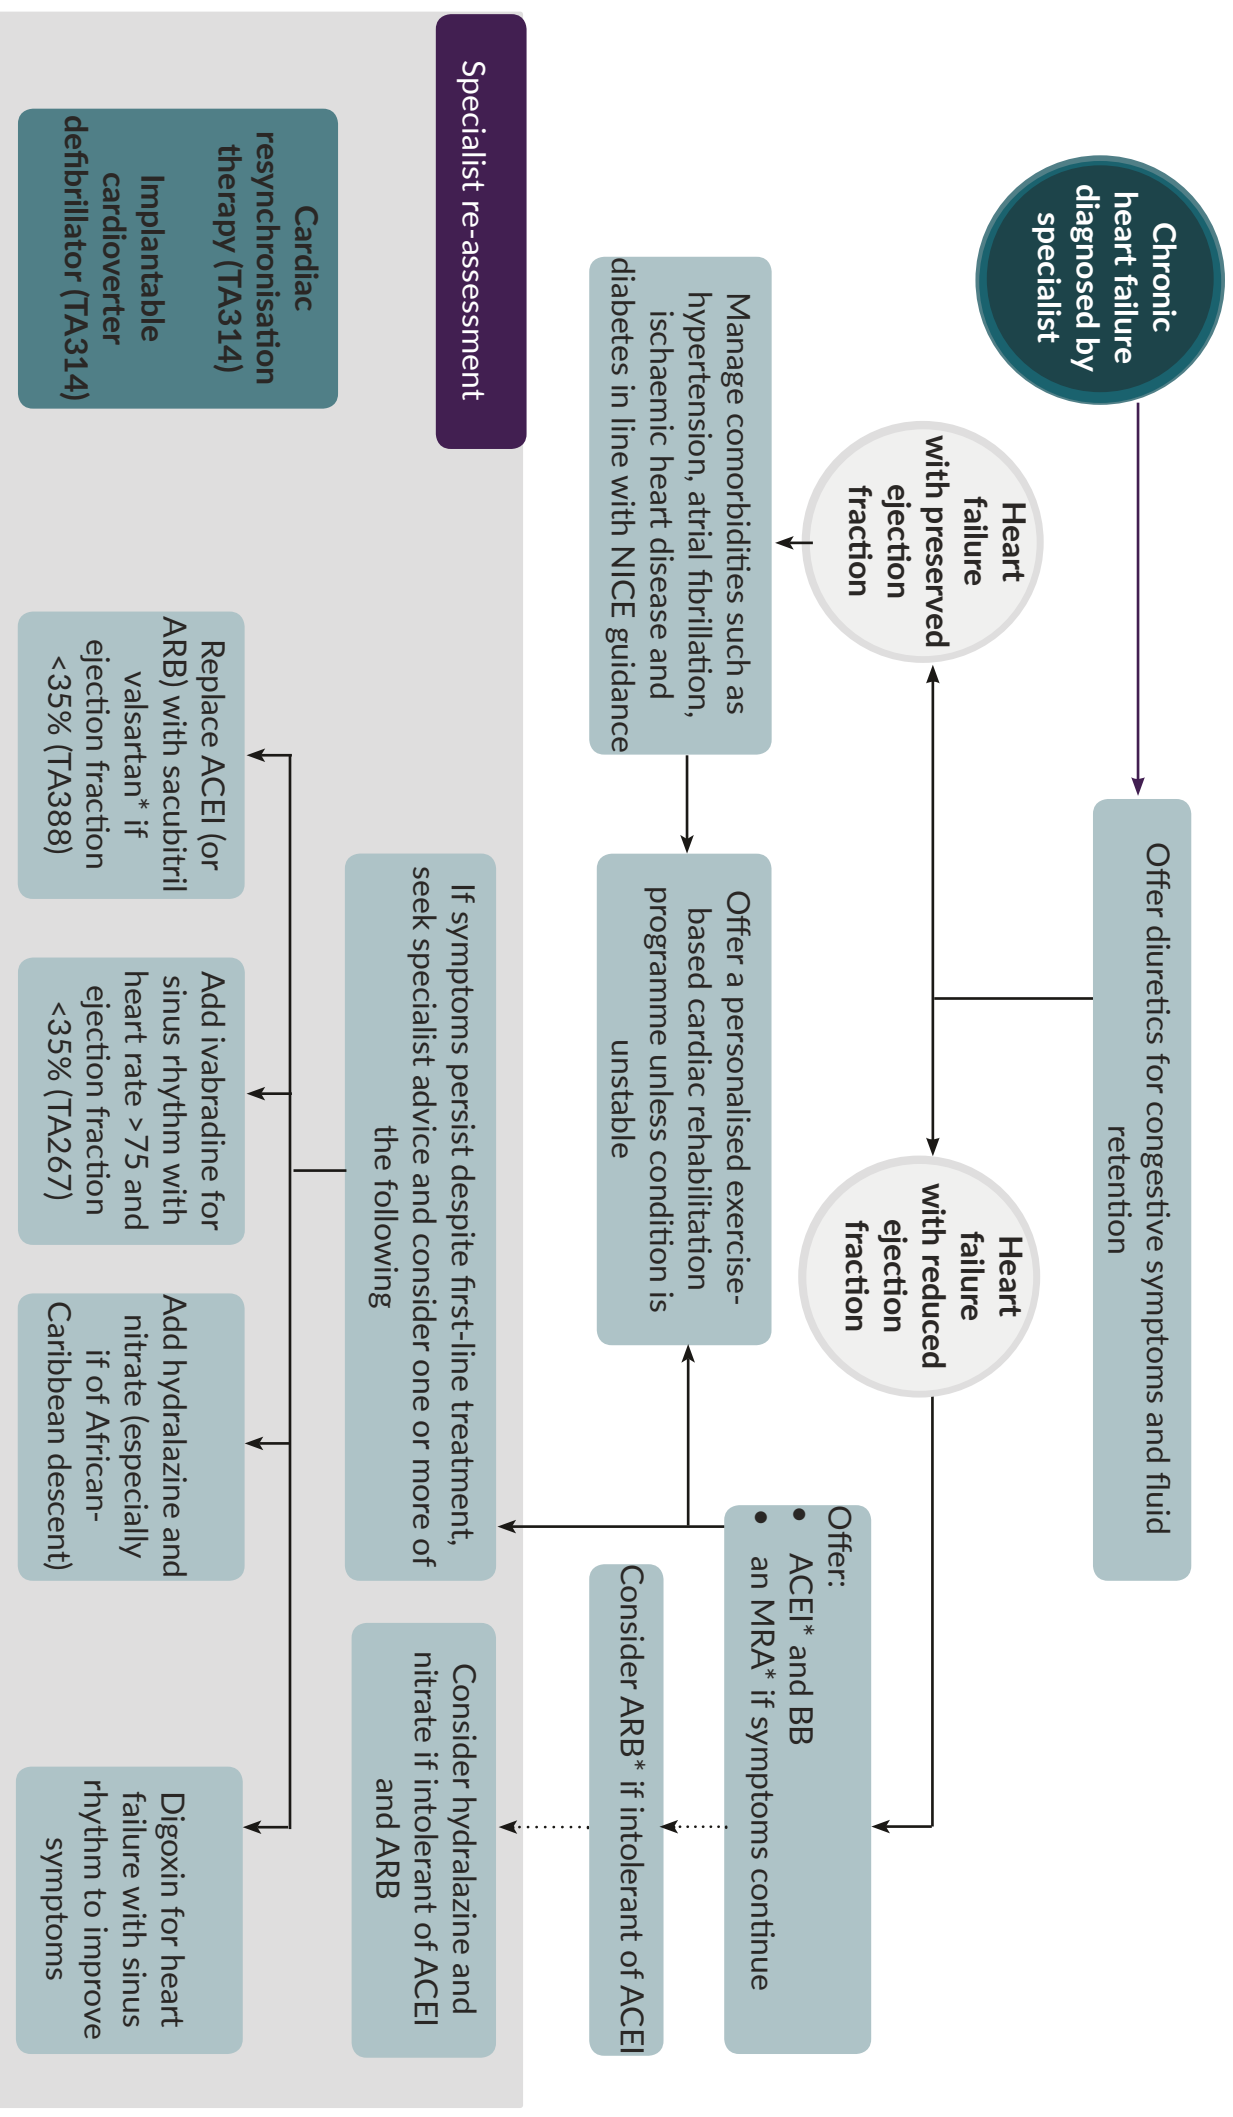 Chronic
heart failure
diagnosed by
specialist
Offer diuretics for congestive symptoms and fluid
retention
Heart
failure
with preserved
ejection
fraction
Heart
failure
with reduced
ejection
fraction
Manage comorbidities such as
hypertension, atrial fibrillation,
ischaemic heart disease and
diabetes in line with NICE guidance
Offer a personalised exercise-
based cardiac rehabilitation
programme unless condition is
unstable
Offer:
• ACEI* and BB
• an MRA* if symptoms continue
Consider ARB* if intolerant of ACEI
Specialist re-assessment
If symptoms persist despite first-line treatment,
seek specialist advice and consider one or more of
the following
Consider hydralazine and
nitrate if intolerant of ACEI
and ARB
Cardiac
resynchronisation
therapy (TA314)
Implantable
cardioverter
defibrillator (TA314)
Replace ACEI (or
ARB) with sacubitril
valsartan* if
ejection fraction
<35% (TA388)
Add ivabradine for
sinus rhythm with
heart rate >75 and
ejection fraction
<35% (TA267)
Add hydralazine and
nitrate (especially
if of African-
Caribbean descent)
Digoxin for heart
failure with sinus
rhythm to improve
symptoms